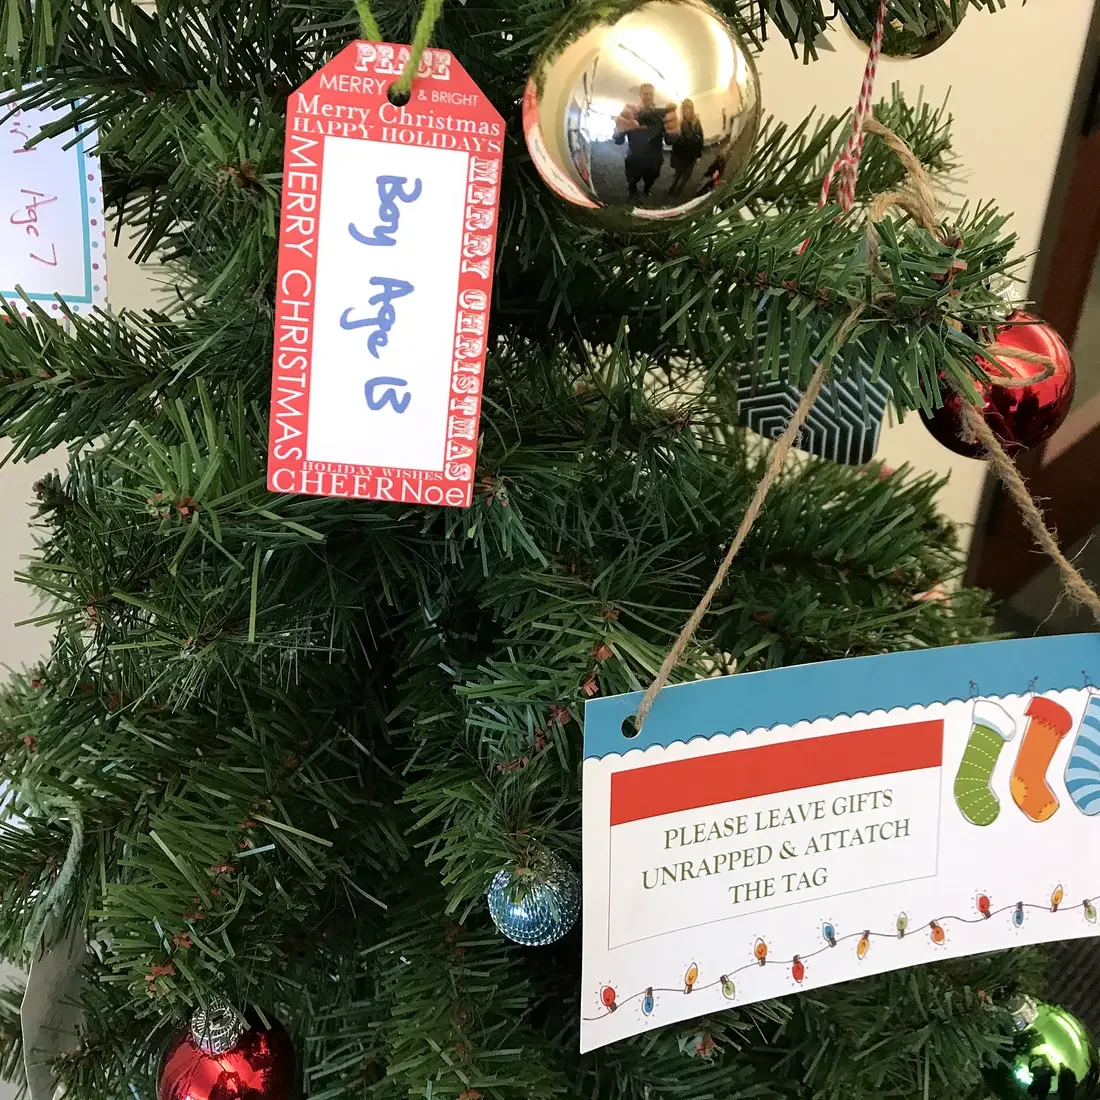 PEACE
MERRY & BRIGHT
Merry Christmas
HAPPY HOLIDAYS
MERRY CHRISTMAS
MERRY CHRISTMAS
Boy Age 13
HOLIDAY WISHES
CHEER Noel
Age 7
PLEASE LEAVE GIFTS
UNRAPPED & ATTATCH
THE TAG